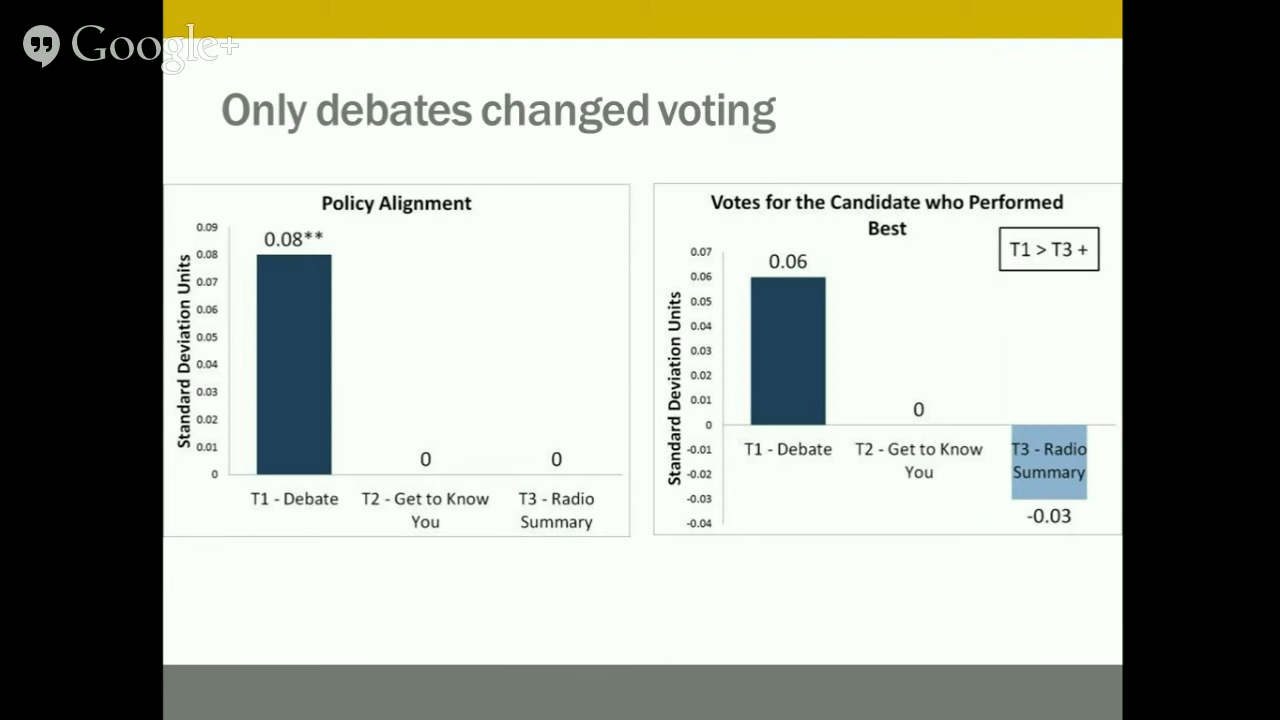 Google+
Only debates changed voting
Policy Alignment
Standard Deviation Units
0.09
0.08
0.07
0.06
0.05
0.04
0.03
0.02
0.01
0
0.08**
0
0
T1 - Debate
T2 - Get to Know
You
T3 - Radio
Summary
Votes for the Candidate who Performed
Best
T1 > T3 +
Standard Deviation Units
0.07
0.06
0.05
0.04
0.03
0.02
0.01
0
-0.01
-0.02
-0.03
-0.04
0.06
0
T1 - Debate
T2 - Get to Know
You
T3 - Radio
Summary
-0.03